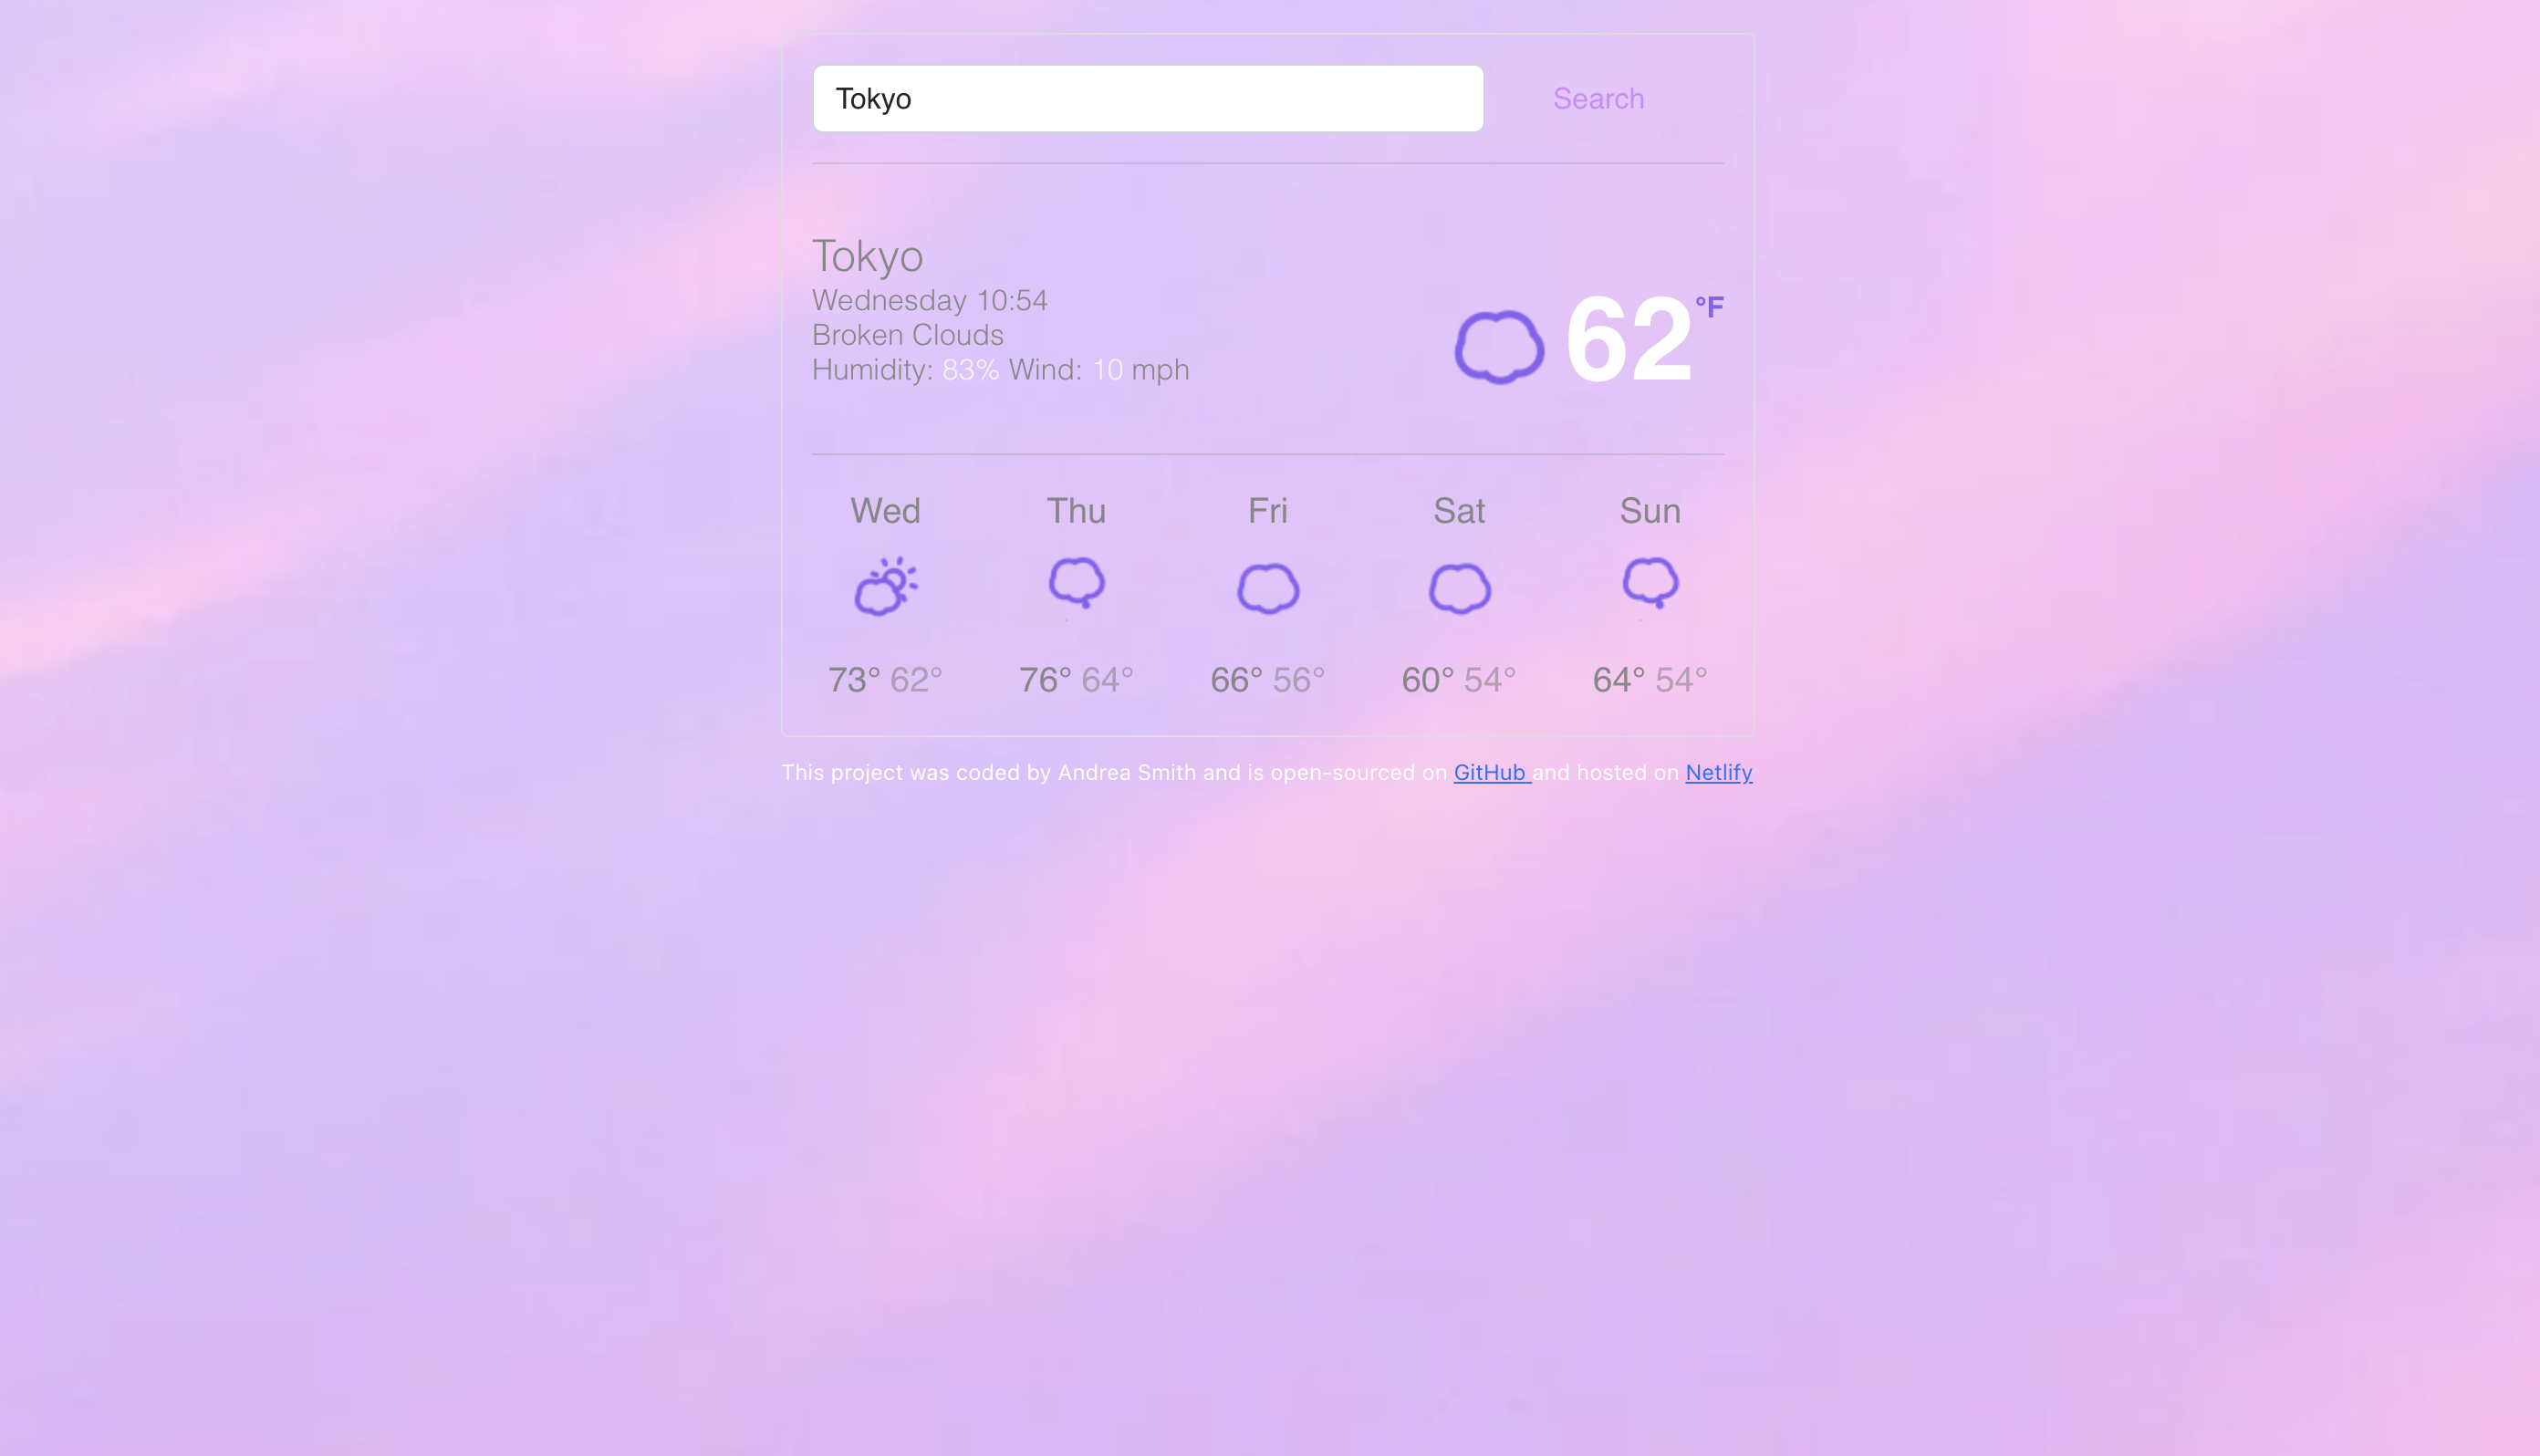 Tokyo
Search
Tokyo
Wednesday 10:54
Broken Clouds
Humidity: 83% Wind: 10 mph
62°F
Wed Thu Fri Sat Sun
73° 62° 76° 64° 66° 56° 60° 54° 64° 54°
This project was coded by Andrea Smith and is open-sourced on GitHub and hosted on Netlify